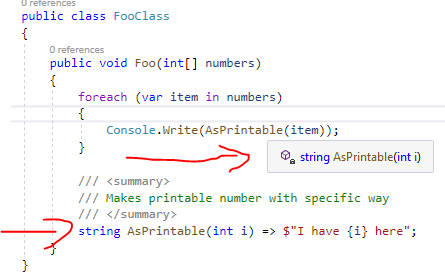 0 references
public class FooClass
{
0 references
public void Foo(int[] numbers)
{
foreach (var item in numbers)
{
Console.Write(AsPrintable(item));
}
string AsPrintable(int i)
/// <summary>
/// Makes printable number with specific way
/// </summary>
string AsPrintable(int i) => $"I have {i} here";
}
}